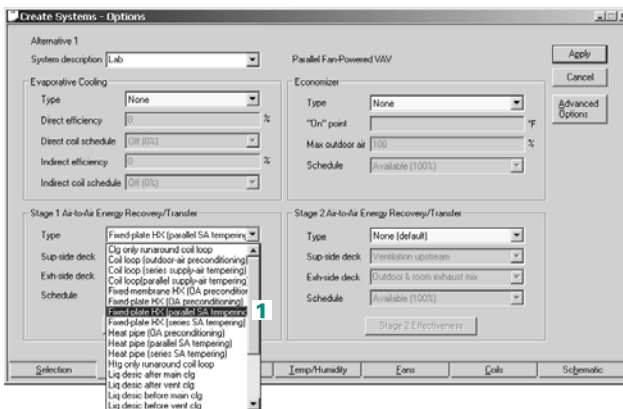 Create Systems - Options
Alternative 1
System description Lab
Parallel Fan-Powered VAV
Apply
Cancel
Advanced Options
Evaporative Cooling
Type None
Direct efficiency 0 %
Direct coil schedule Off (0%)
Indirect efficiency 0 %
Indirect coil schedule Off (0%)
Economizer
Type None
"On" point °F
Max outdoor air 100 %
Schedule Available (100%)
Stage 1 Air-to-Air Energy Recovery/Transfer
Type Fixed-plate HX (parallel SA tempering
Sup-side deck
Exh-side deck
Schedule
Clg only runaround coil loop
Coil loop (outdoor-air preconditioning)
Coil loop (series supply-air tempering)
Coil loop(parallel supply-air tempering)
Fixed-membrane HX (OA precondition
Fixed-plate HX (OA preconditioning)
Fixed-plate HX (parallel SA tempering
Fixed-plate HX (series SA tempering)
Heat pipe (OA preconditioning)
Heat pipe (parallel SA tempering)
Heat pipe (series SA tempering)
Htg only runaround coil loop
Liq desic after main clg
Liq desic after vent clg
Liq desic before main clg
Liq desic before vent clg
1
Stage 2 Air-to-Air Energy Recovery/Transfer
Type None (default)
Sup-side deck Ventilation upstream
Exh-side deck Outdoor & room exhaust mix
Schedule Available (100%)
Stage 2 Effectiveness
Selection
Temp/Humidity
Fans
Coils
Schematic